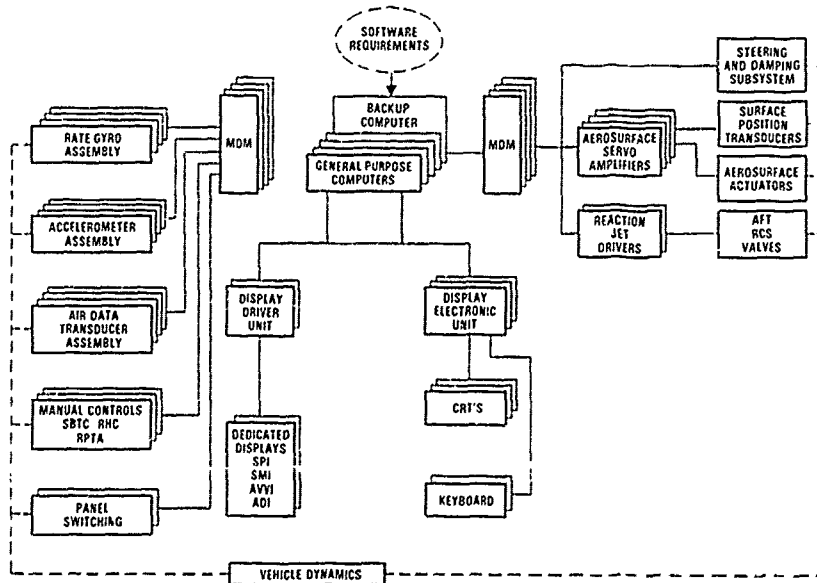 SOFTWARE
REQUIREMENTS
BACKUP
COMPUTER
GENERAL PURPOSE
COMPUTERS
MDM
MDM
RATE GYRO
ASSEMBLY
ACCELEROMETER
ASSEMBLY
AIR DATA
TRANSDUCER
ASSEMBLY
MANUAL CONTROLS
SBTC RHC
RPTA
PANEL
SWITCHING
DISPLAY
DRIVER
UNIT
DEDICATED
DISPLAYS
SPI
SMI
AVVI
ADI
DISPLAY
ELECTRONIC
UNIT
CRT'S
KEYBOARD
AEROSURFACE
SERVO
AMPLIFIERS
REACTION
JET
DRIVERS
STEERING
AND DAMPING
SUBSYSTEM
SURFACE
POSITION
TRANSDUCERS
AEROSURFACE
ACTUATORS
AFT
RCS
VALVES
VEHICLE DYNAMICS